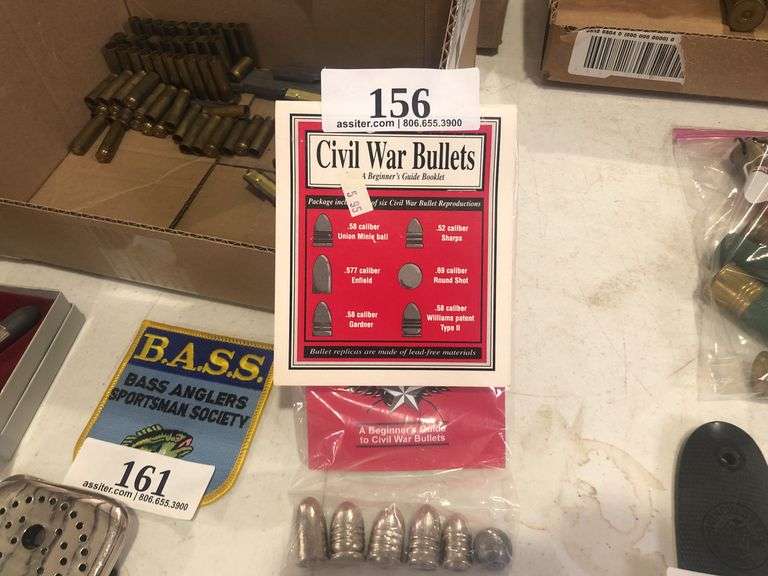 156
assiter.com | 806.655.3900
Civil War Bullets
A Beginner's Guide Booklet
5.95
Package of six Civil War Bullet Reproductions
.58 caliber
Union Minie ball
.52 caliber
Sharps
.577 caliber
Enfield
.69 caliber
Round Shot
.58 caliber
Gardner
.58 caliber
Williams patent
Type II
Bullet replicas are made of lead-free materials
A Beginner's Guide
to Civil War Bullets
B.A.S.S.
BASS ANGLERS
SPORTSMAN SOCIETY
161
assiter.com | 806.655.3900